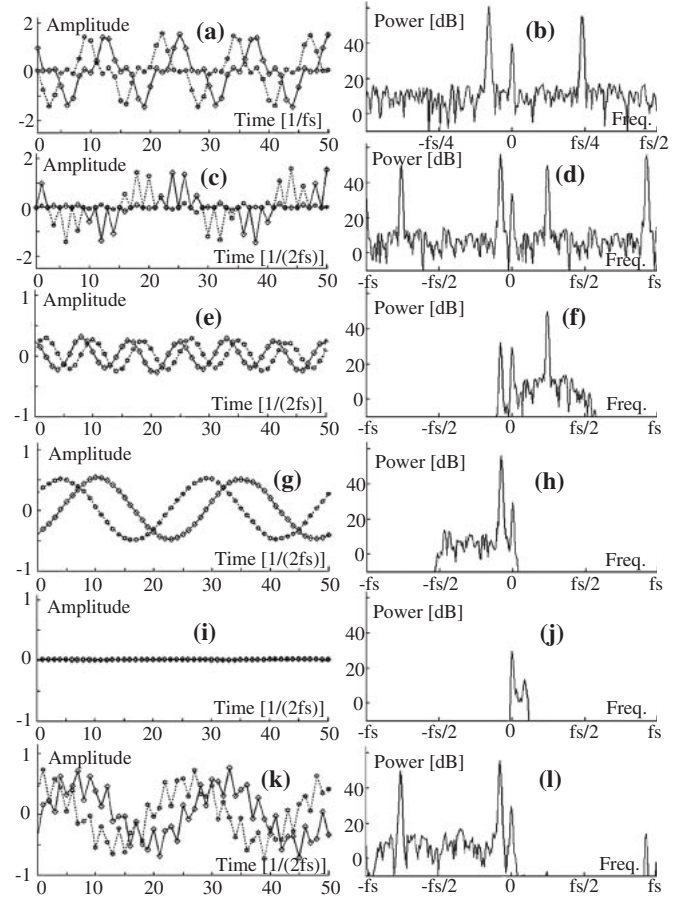 Amplitude (a)
2
0
-2
Time [1/fs]
0 10 20 30 40 50
Power [dB] (b)
60
40
20
0
Freq.
-fs/4 0 fs/4 fs/2
Amplitude
2
(c)
0
-2
Time [1/(2fs)]
0 10 20 30 40 50
Power [dB] (d)
60
40
20
0
Freq.
-fs -fs/2 0 fs/2 fs
1
Amplitude (e)
0
-1
Time [1/(2fs)]
0 10 20 30 40 50
Power [dB] (f)
60
40
20
0
Freq.
-fs -fs/2 0 fs/2 fs
1
Amplitude
(g)
0
-1
Time [1/(2fs)]
0 10 20 30 40 50
Power [dB] (h)
60
40
20
0
Freq.
-fs -fs/2 0 fs/2 fs
1
Amplitude (i)
0
-1
Time [1/(2fs)]
0 10 20 30 40 50
Power [dB] (j)
60
40
20
0
Freq.
-fs -fs/2 0 fs/2 fs
1
Amplitude (k)
0
-1
Time [1/(2fs)]
0 10 20 30 40 50
Power [dB] (l)
60
40
20
0
Freq.
-fs -fs/2 0 fs/2 fs